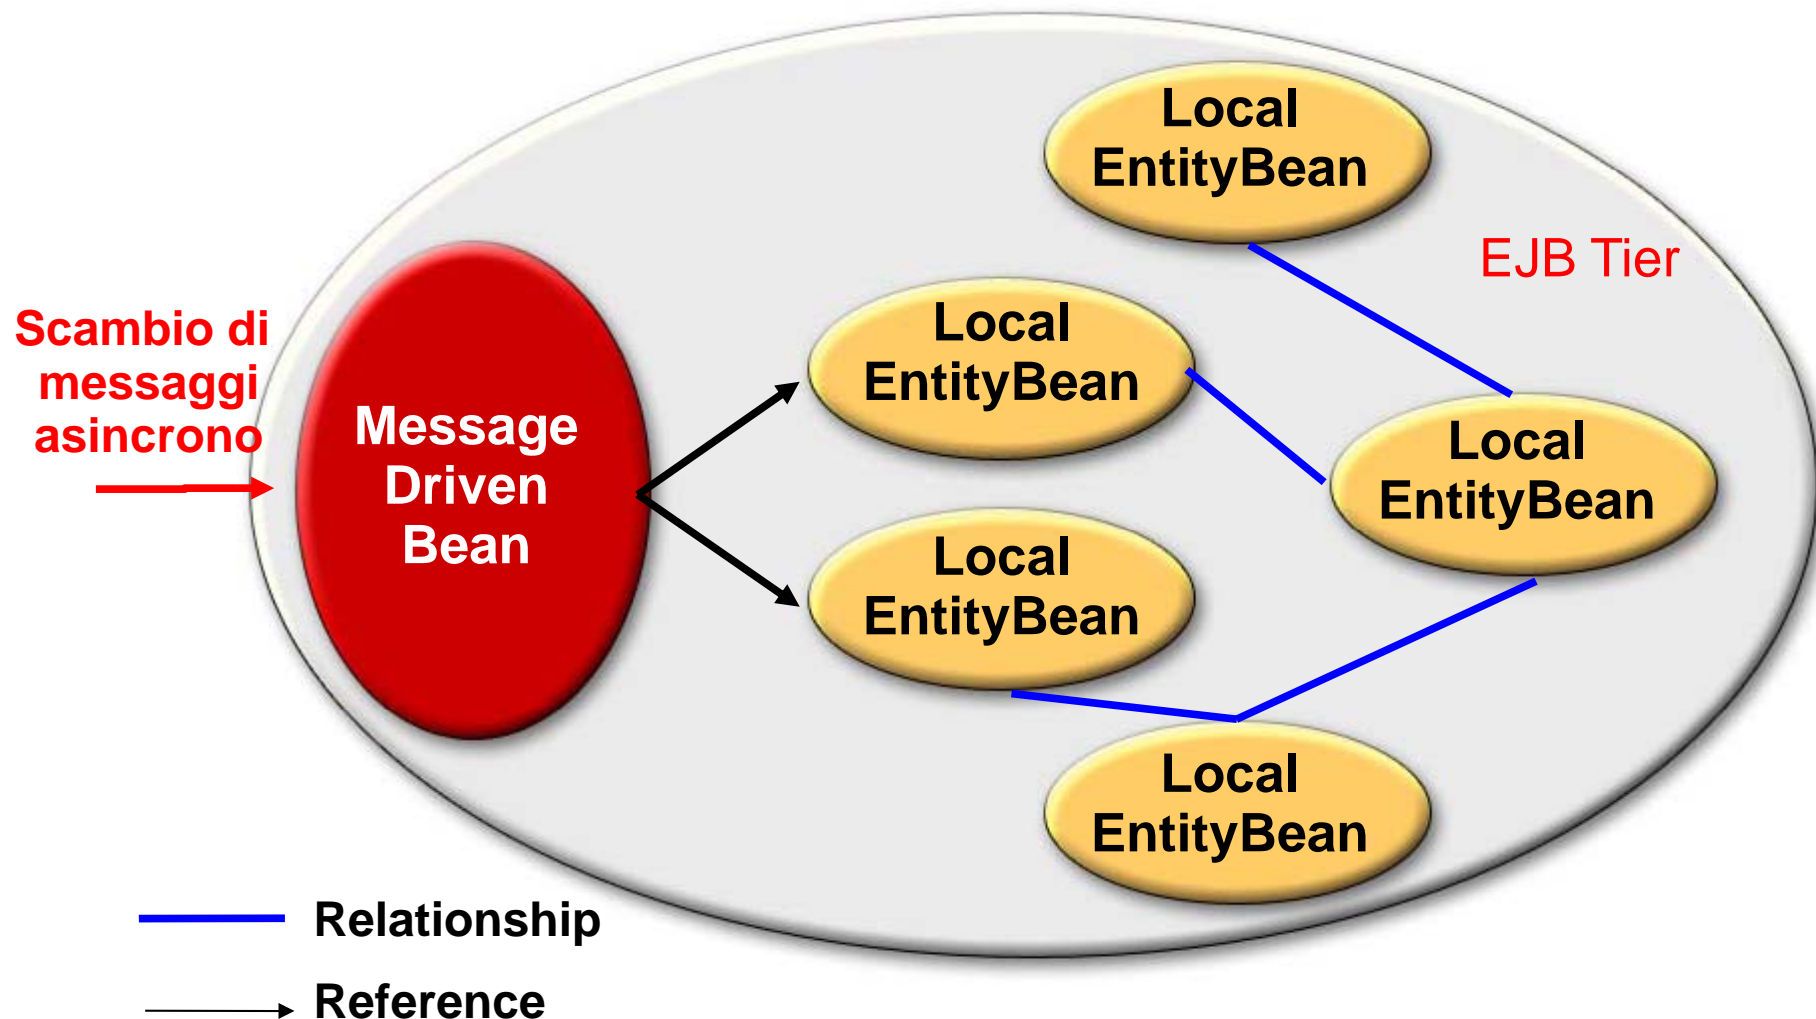 Local
EntityBean
EJB Tier
Scambio di
messaggi
asincrono
Message
Driven
Bean
Local
EntityBean
Local
EntityBean
Local
EntityBean
Local
EntityBean
Relationship
Reference